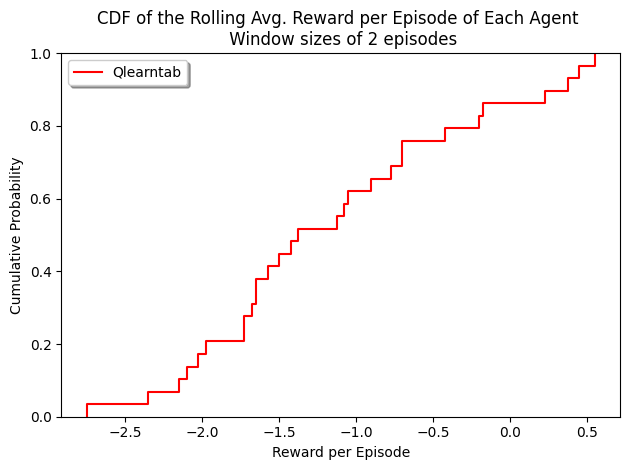 CDF of the Rolling Avg. Reward per Episode of Each Agent
Window sizes of 2 episodes
Qlearntab
1.0
0.8
0.6
0.4
0.2
0.0
Cumulative Probability
−2.5 −2.0 −1.5 −1.0 −0.5 0.0 0.5
Reward per Episode